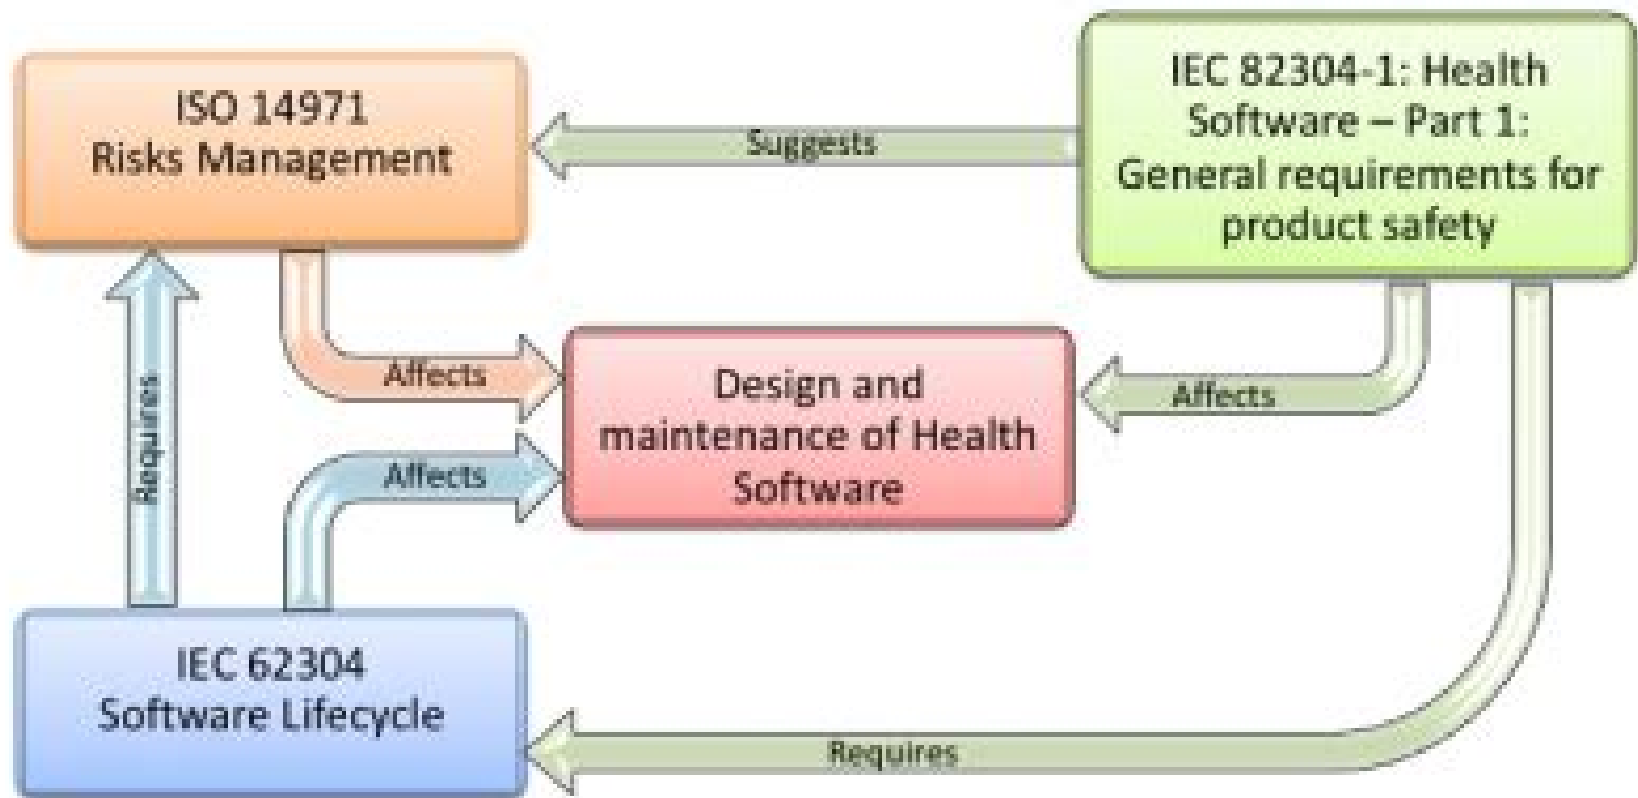 ISO 14971
Risks Management
Suggests
IEC 82304-1: Health
Software – Part 1:
General requirements for
product safety
Requires
Affects
Affects
Design and
maintenance of Health
Software
Affects
IEC 62304
Software Lifecycle
Requires